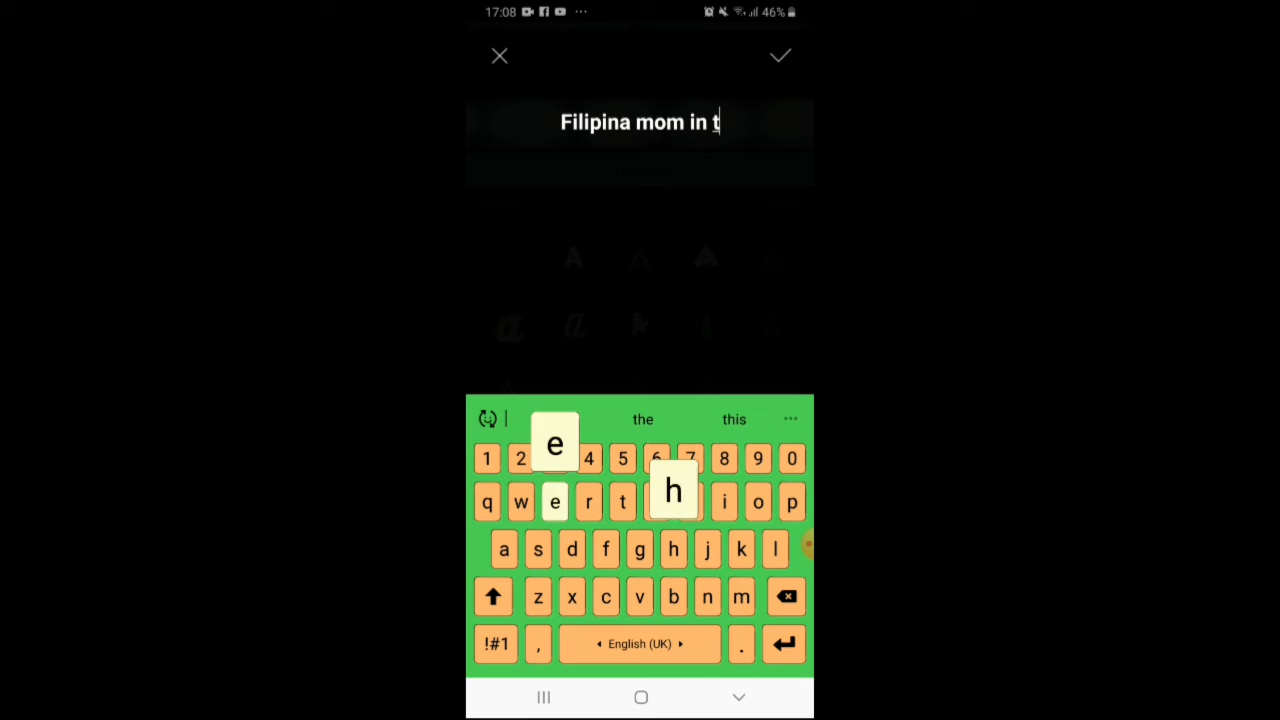 17:08 46%
Filipina mom in t
A
a a k
the this
e
1 2 4 5 6 7 8 9 0
h
q w e r t i o p
a s d f g h j k l
z x c v b n m
!#1 , English (UK) .